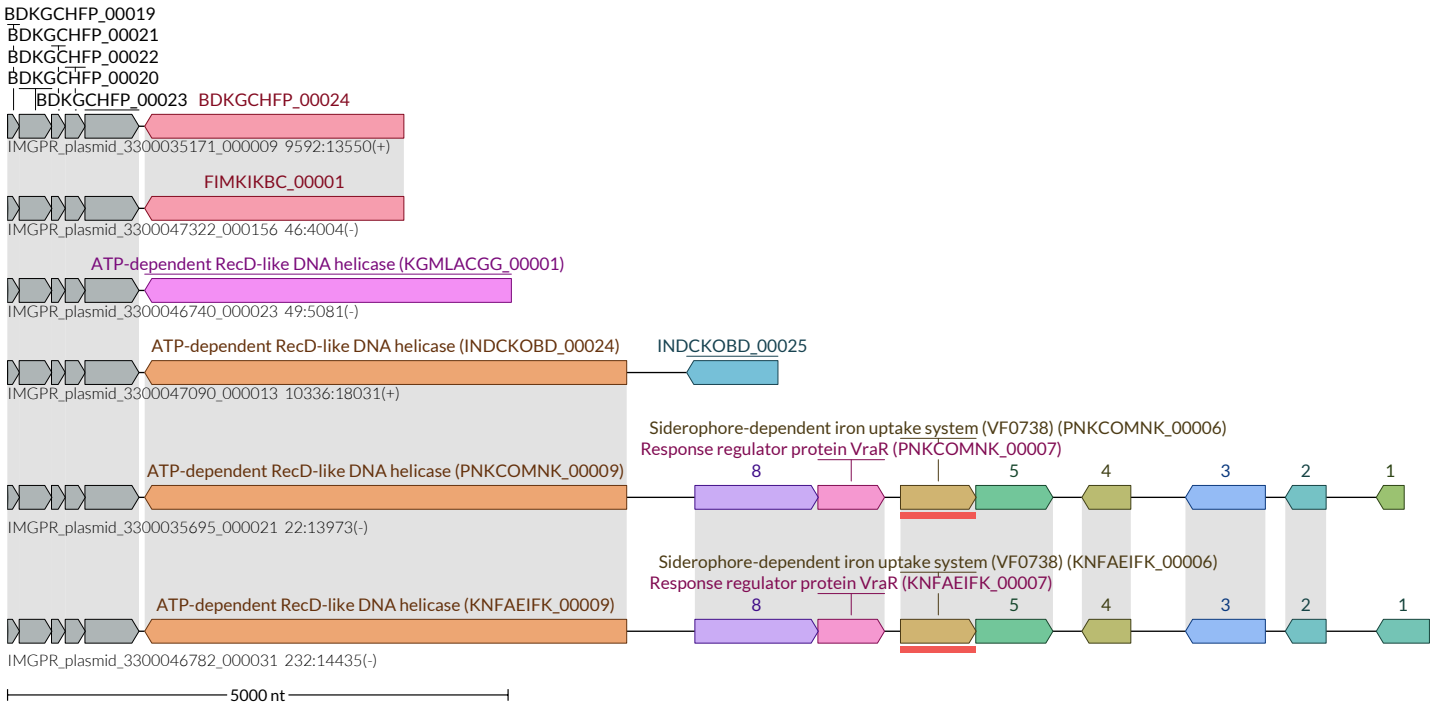 BDKGCHFP_00019
BDKGCHFP_00021
BDKGCHFP_00022
BDKGCHFP_00020
BDKGCHFP_00023 BDKGCHFP_00024
IMGPR_plasmid_3300035171_000009 9592:13550(+)
FIMKIKBC_00001
IMGPR_plasmid_3300047322_000156 46:4004(-)
ATP-dependent RecD-like DNA helicase (KGMLACGG_00001)
IMGPR_plasmid_3300046740_000023 49:5081(-)
ATP-dependent RecD-like DNA helicase (INDCKOBD_00024) INDCKOBD_00025
IMGPR_plasmid_3300047090_000013 10336:18031(+)
Siderophore-dependent iron uptake system (VF0738) (PNKCOMNK_00006)
Response regulator protein VraR (PNKCOMNK_00007)
ATP-dependent RecD-like DNA helicase (PNKCOMNK_00009) 8 5 4 3 2 1
IMGPR_plasmid_3300035695_000021 22:13973(-)
Siderophore-dependent iron uptake system (VF0738) (KNFAEIFK_00006)
Response regulator protein VraR (KNFAEIFK_00007)
ATP-dependent RecD-like DNA helicase (KNFAEIFK_00009) 8 5 4 3 2 1
IMGPR_plasmid_3300046782_000031 232:14435(-)
5000 nt